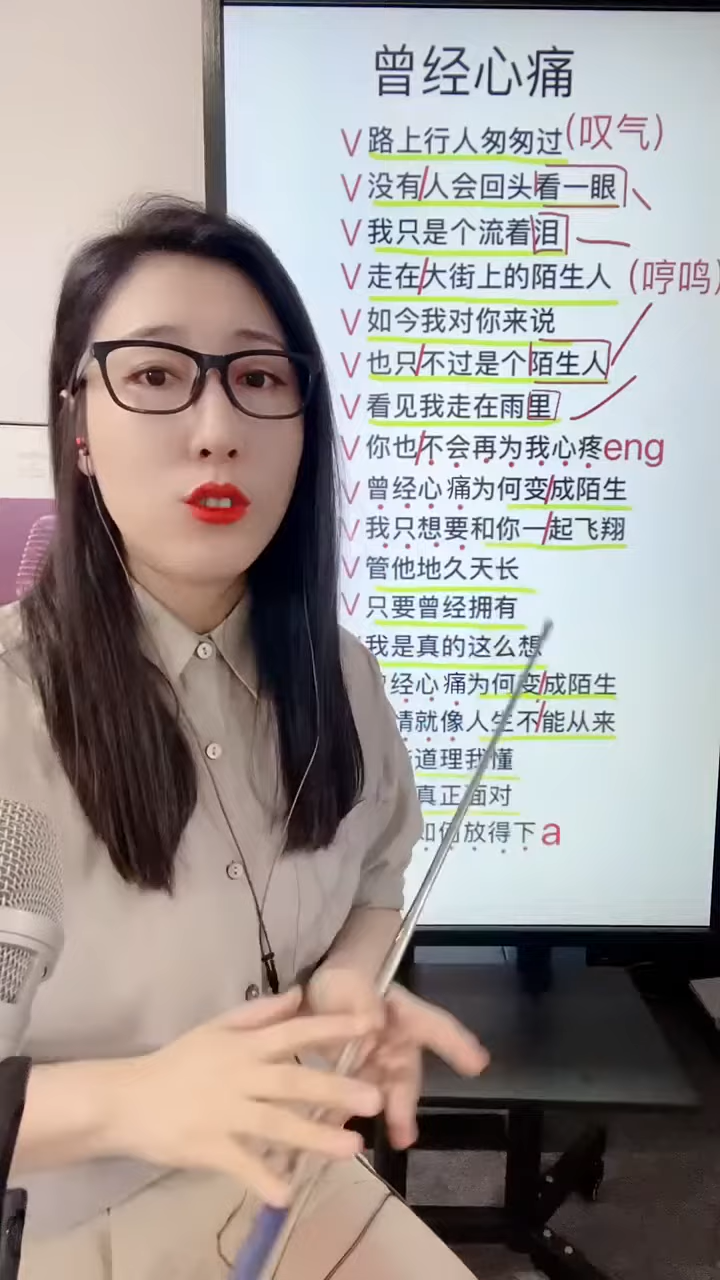 曾经心痛
V路上行人匆匆过(叹气)
V没有/人会回头/看一眼
V我只是个流着/泪
V走在/大街上的陌生人(哼鸣)
V如今我对你来说
V也只/不过是个/陌生人
V看见我走在雨里
V你也/不会再为我心疼eng
V曾经心痛为何变/成陌生
V我只想要和你一/起飞翔
V管他地久天长
V只要曾经拥有
我是真的这么想
经心痛为何变/成陌生
情就像人生不/能从来
道理我懂
真正面对
如何放得下a